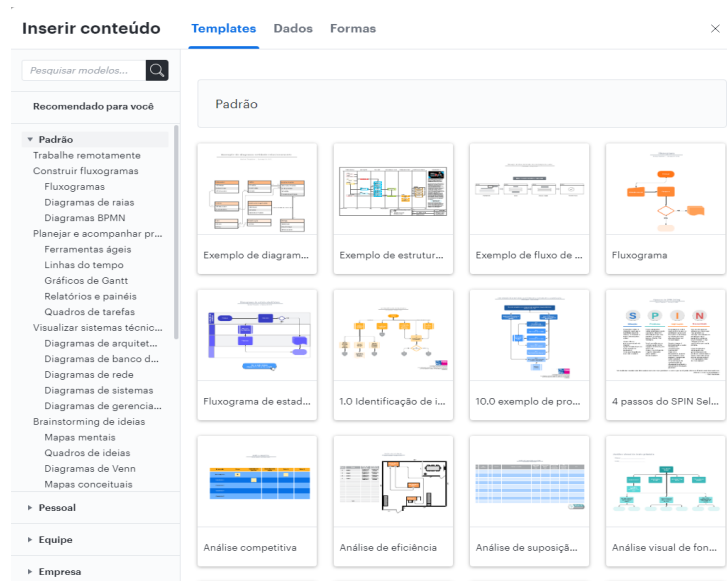 Inserir conteúdo
Templates Dados Formas
Pesquisar modelos...
Recomendado para você
Padrão
Trabalhe remotamente
Construir fluxogramas
Fluxogramas
Diagramas de raias
Diagramas BPMN
Planejar e acompanhar pr...
Ferramentas ágeis
Linhas do tempo
Gráficos de Gantt
Relatórios e painéis
Quadros de tarefas
Visualizar sistemas técnic...
Diagramas de arquitet...
Diagramas de banco d...
Diagramas de rede
Diagramas de sistemas
Diagramas de gerencia...
Brainstorming de ideias
Mapas mentais
Quadros de ideias
Diagramas de Venn
Mapas conceituais
Pessoal
Equipe
Empresa
Padrão
Exemplo de diagram...
Exemplo de estrutur...
Exemplo de fluxo de ...
Fluxograma
Fluxograma de estad...
1.0 Identificação de i...
10.0 exemplo de pro...
S P I N
4 passos do SPIN Sel...
Análise competitiva
Análise de eficiência
Análise de suposiçã...
Análise visual de fon...